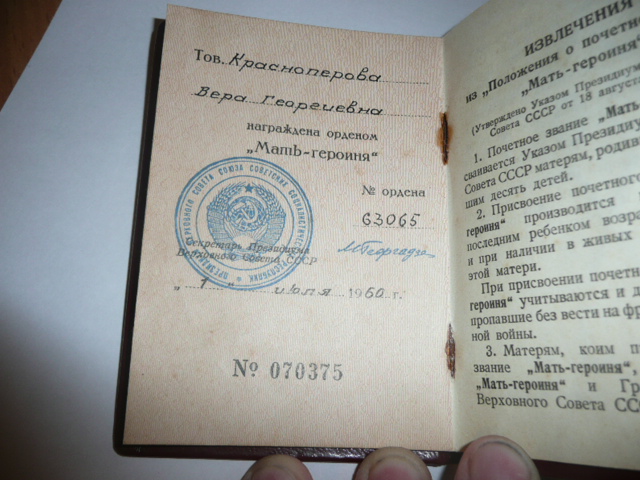 Тов. Красноперова
Вера Георгиевна
награждена орденом
„Мать-героиня“
№ ордена
63065
Секретарь Президиума
Верховного Совета СССР
„ 1 “ июля 1960 г.
№ 070375
ИЗВЛЕЧЕНИЯ
из „Положения о почетно
„Мать-героиня“
(Утверждено Указом Президиум
Совета СССР от 18 август
1. Почетное звание „Мать
сваивается Указом Президиу
Совета СССР матерям, родив
шим десять детей.
2. Присвоение почетного
героиня“ производится
последним ребенком возра
и при наличии в живых
этой матери.
При присвоении почетн
героиня“ учитываются и д
пропавшие без вести на фр
ной войны.
3. Матерям, коим п
звание „Мать-героиня“,
„Мать-героиня“ и Гр
Верховного Совета ССС